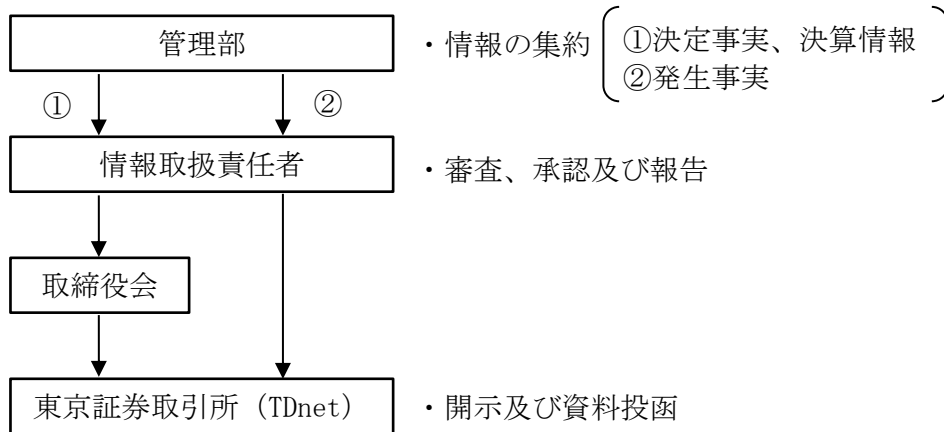 管理部
・情報の集約
①決定事実、決算情報
②発生事実
①
②
情報取扱責任者
・審査、承認及び報告
取締役会
東京証券取引所（TDnet）
・開示及び資料投函